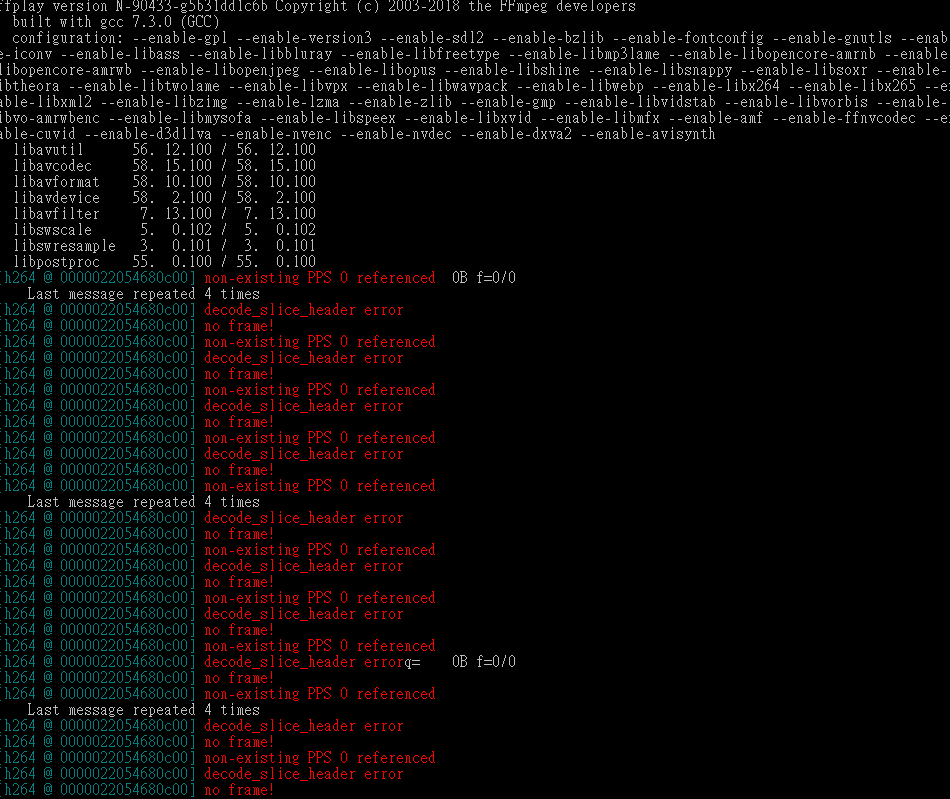 ffplay version N-90433-g5b31dd1c6b Copyright (c) 2003-2018 the FFmpeg developers
built with gcc 7.3.0 (GCC)
configuration: --enable-gpl --enable-version3 --enable-sdl2 --enable-bzlib --enable-fontconfig --enable-gnutls --enab
e-iconv --enable-libass --enable-libbluray --enable-libfreetype --enable-libmp3lame --enable-libopencore-amrnb --enable-
libopencore-amrwb --enable-libopenjpeg --enable-libopus --enable-libshine --enable-libsnappy --enable-libsoxr --enable-
ibtheora --enable-libtwolame --enable-libvpx --enable-libwavpack --enable-libwebp --enable-libx264 --enable-libx265 --e
able-libxml2 --enable-libzimg --enable-lzma --enable-zlib --enable-gmp --enable-libvidstab --enable-libvorbis --enable-
ibvo-amrwbenc --enable-libmysofa --enable-libspeex --enable-libxvid --enable-libmfx --enable-amf --enable-ffnvcodec --e
able-cuvid --enable-d3d11va --enable-nvenc --enable-nvdec --enable-dxva2 --enable-avisynth
libavutil 56. 12.100 / 56. 12.100
libavcodec 58. 15.100 / 58. 15.100
libavformat 58. 10.100 / 58. 10.100
libavdevice 58. 2.100 / 58. 2.100
libavfilter 7. 13.100 / 7. 13.100
libswscale 5. 0.102 / 5. 0.102
libswresample 3. 0.101 / 3. 0.101
libpostproc 55. 0.100 / 55. 0.100
[h264 @ 0000022054680c00] non-existing PPS 0 referenced 0B f=0/0
Last message repeated 4 times
[h264 @ 0000022054680c00] decode_slice_header error
[h264 @ 0000022054680c00] no frame!
[h264 @ 0000022054680c00] non-existing PPS 0 referenced
[h264 @ 0000022054680c00] decode_slice_header error
[h264 @ 0000022054680c00] no frame!
[h264 @ 0000022054680c00] non-existing PPS 0 referenced
[h264 @ 0000022054680c00] decode_slice_header error
[h264 @ 0000022054680c00] no frame!
[h264 @ 0000022054680c00] non-existing PPS 0 referenced
[h264 @ 0000022054680c00] decode_slice_header error
[h264 @ 0000022054680c00] no frame!
[h264 @ 0000022054680c00] non-existing PPS 0 referenced
Last message repeated 4 times
[h264 @ 0000022054680c00] decode_slice_header error
[h264 @ 0000022054680c00] no frame!
[h264 @ 0000022054680c00] non-existing PPS 0 referenced
[h264 @ 0000022054680c00] decode_slice_header error
[h264 @ 0000022054680c00] no frame!
[h264 @ 0000022054680c00] non-existing PPS 0 referenced
[h264 @ 0000022054680c00] decode_slice_header error
[h264 @ 0000022054680c00] no frame!
[h264 @ 0000022054680c00] non-existing PPS 0 referenced
[h264 @ 0000022054680c00] decode_slice_header errorq= 0B f=0/0
[h264 @ 0000022054680c00] no frame!
[h264 @ 0000022054680c00] non-existing PPS 0 referenced
Last message repeated 4 times
[h264 @ 0000022054680c00] decode_slice_header error
[h264 @ 0000022054680c00] no frame!
[h264 @ 0000022054680c00] non-existing PPS 0 referenced
[h264 @ 0000022054680c00] decode_slice_header error
[h264 @ 0000022054680c00] no frame!